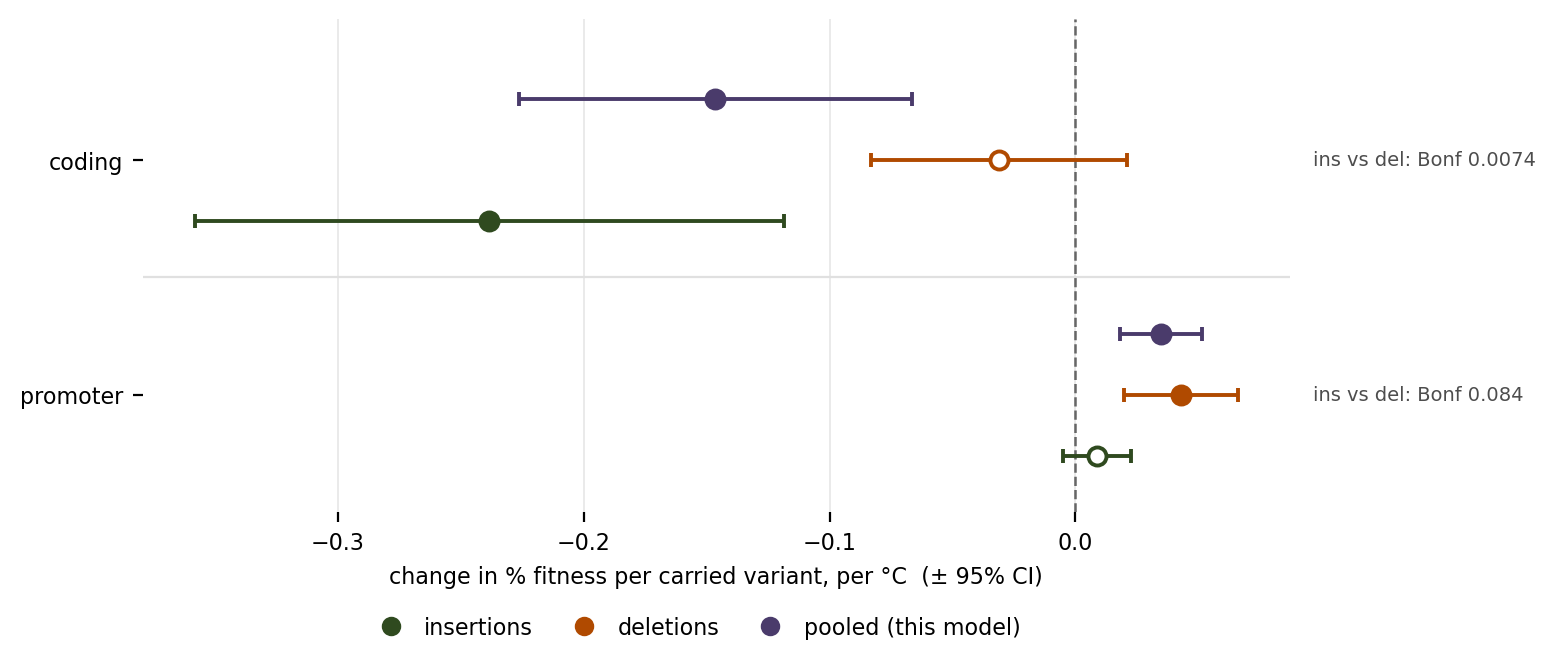 coding
ins vs del: Bonf 0.0074
promoter
ins vs del: Bonf 0.084
−0.3 −0.2 −0.1 0.0
change in % fitness per carried variant, per °C (± 95% CI)
insertions deletions pooled (this model)